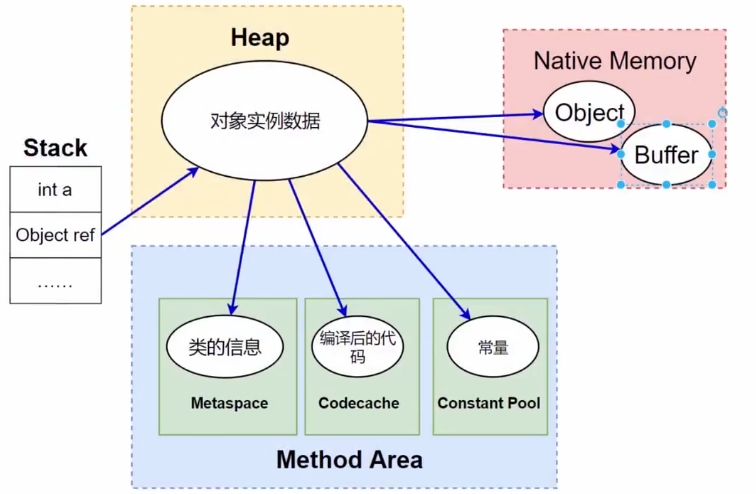 Heap
对象实例数据
Native Memory
Object
Buffer
Stack
int a
Object ref
……
类的信息
Metaspace
编译后的代
码
Codecache
常量
Constant Pool
Method Area